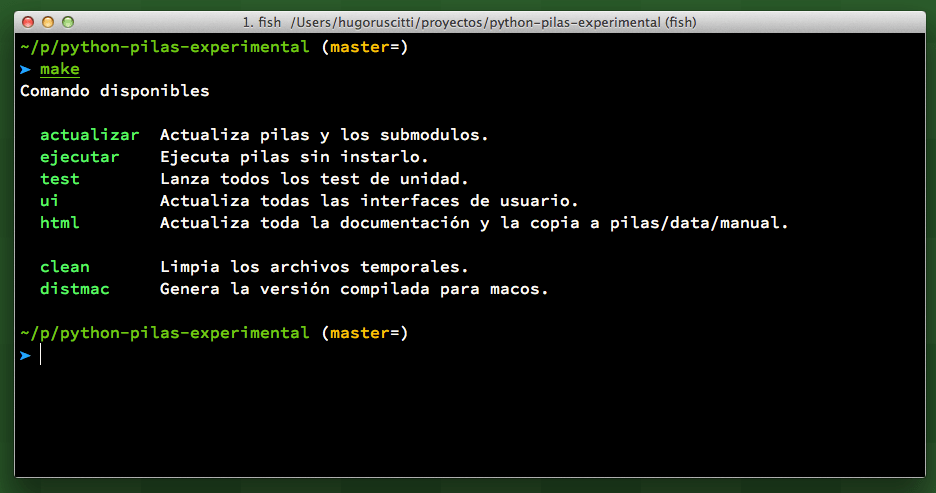 1. fish /Users/hugoruscitti/proyectos/python-pilas-experimental (fish)
~/p/python-pilas-experimental (master=)
➤ make
Comando disponibles
actualizar Actualiza pilas y los submodulos.
ejecutar Ejecuta pilas sin instarlo.
test Lanza todos los test de unidad.
ui Actualiza todas las interfaces de usuario.
html Actualiza toda la documentación y la copia a pilas/data/manual.
clean Limpia los archivos temporales.
distmac Genera la versión compilada para macos.
~/p/python-pilas-experimental (master=)
➤